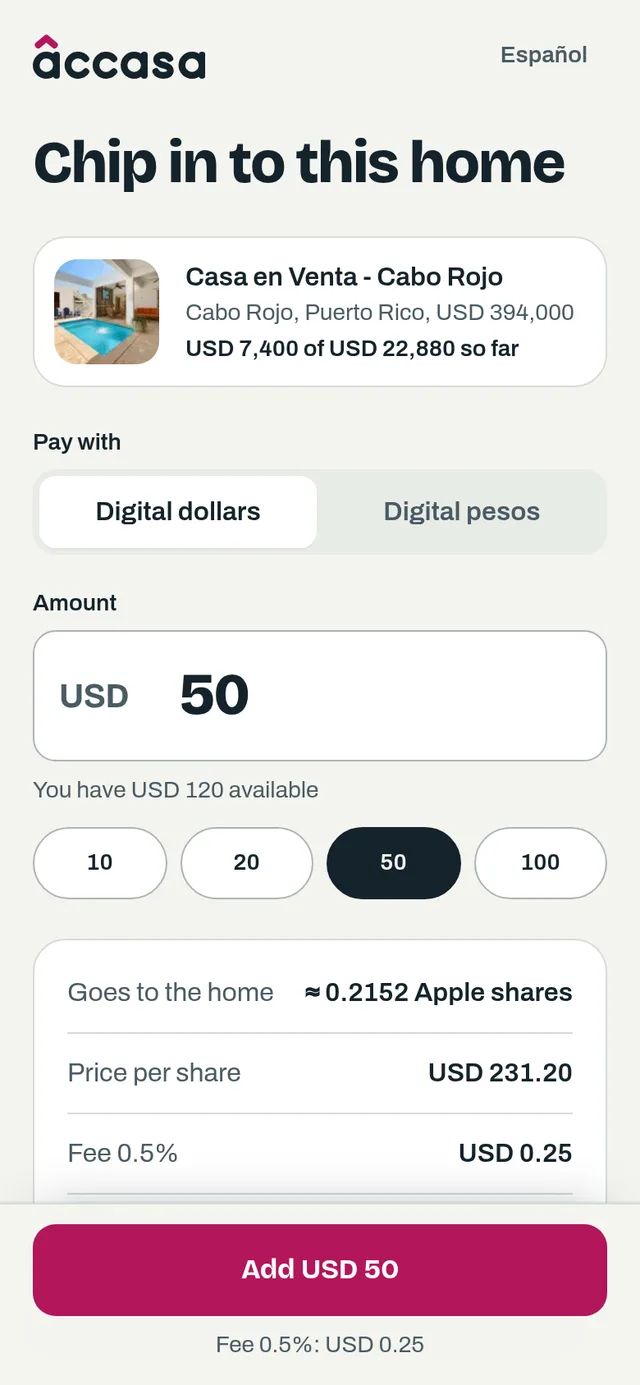 âccasa
Español
Chip in to this home
Casa en Venta - Cabo Rojo
Cabo Rojo, Puerto Rico, USD 394,000
USD 7,400 of USD 22,880 so far
Pay with
Digital dollars
Digital pesos
Amount
USD 50
You have USD 120 available
10 20 50 100
Goes to the home ≈ 0.2152 Apple shares
Price per share USD 231.20
Fee 0.5% USD 0.25
Add USD 50
Fee 0.5%: USD 0.25